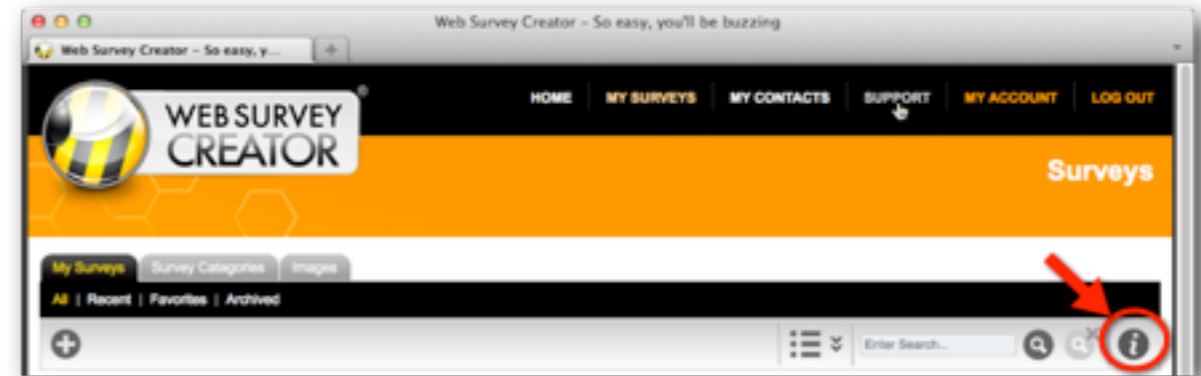 Web Survey Creator – So easy, you'll be buzzing
Web Survey Creator – So easy, y...
WEB SURVEY
CREATOR®
HOME MY SURVEYS MY CONTACTS SUPPORT MY ACCOUNT LOG OUT
Surveys
My Surveys Survey Categories Images
All | Recent | Favorites | Archived
Enter Search...
i